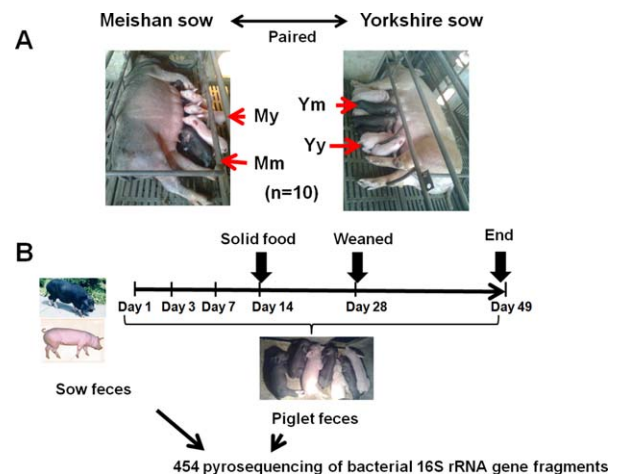 A
Meishan sow
Paired
Yorkshire sow
My
Mm
(n=10)
Ym
Yy
B
Solid food
Weaned
End
Day 1
Day 3
Day 7
Day 14
Day 28
Day 49
Sow feces
Piglet feces
454 pyrosequencing of bacterial 16S rRNA gene fragments